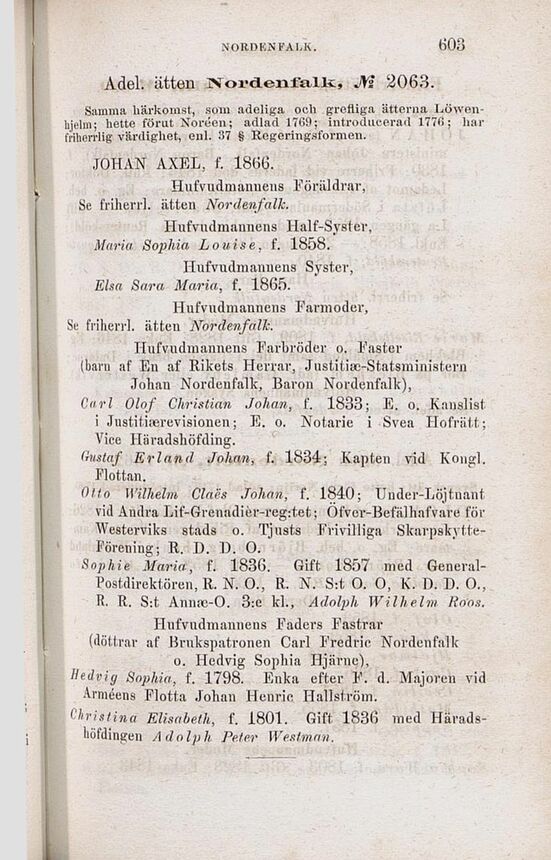 NORDENFALK. 603
Adel. ätten Nordenfalk, № 2063.
Samma härkomst, som adeliga och grefliga ätterna Löwen-
hjelm; hette förut Noréen; adlad 1769; introducerad 1776; har
friherrlig värdighet, enl. 37 § Regeringsformen.
JOHAN AXEL, f. 1866.
Hufvudmannens Föräldrar,
Se friherrl. ätten Nordenfalk.
Hufvudmannens Half-Syster,
Maria Sophia Louise, f. 1858.
Hufvudmannens Syster,
Elsa Sara Maria, f. 1865.
Hufvudmannens Farmoder,
Se friherrl. ätten Nordenfalk.
Hufvudmannens Farbröder o. Faster
(barn af En af Rikets Herrar, Justitiæ-Statsministern
Johan Nordenfalk, Baron Nordenfalk),
Carl Olof Christian Johan, f. 1833; E. o. Kanslist
i Justitiærevisionen; E. o. Notarie i Svea Hofrätt;
Vice Häradshöfding.
Gustaf Erland Johan, f. 1834; Kapten vid Kongl.
Flottan.
Otto Wilhelm Claës Johan, f. 1840; Under-Löjtnant
vid Andra Lif-Grenadier-reg:tet; Öfver-Befälhafvare för
Westerviks stads o. Tjusts Frivilliga Skarpskytte-
Förening; R. D. D. O.
Sophie Maria, f. 1836. Gift 1857 med General-
Postdirektören, R. N. O., R. N. S:t O. O, K. D. D. O.,
R. R. S:t Annæ-O. 3:e kl., Adolph Wilhelm Roos.
Hufvudmannens Faders Fastrar
(döttrar af Brukspatronen Carl Fredric Nordenfalk
o. Hedvig Sophia Hjärne),
Hedvig Sophia, f. 1798. Enka efter F. d. Majoren vid
Arméens Flotta Johan Henric Hallström.
Christina Elisabeth, f. 1801. Gift 1836 med Härads-
höfdingen Adolph Peter Westman.